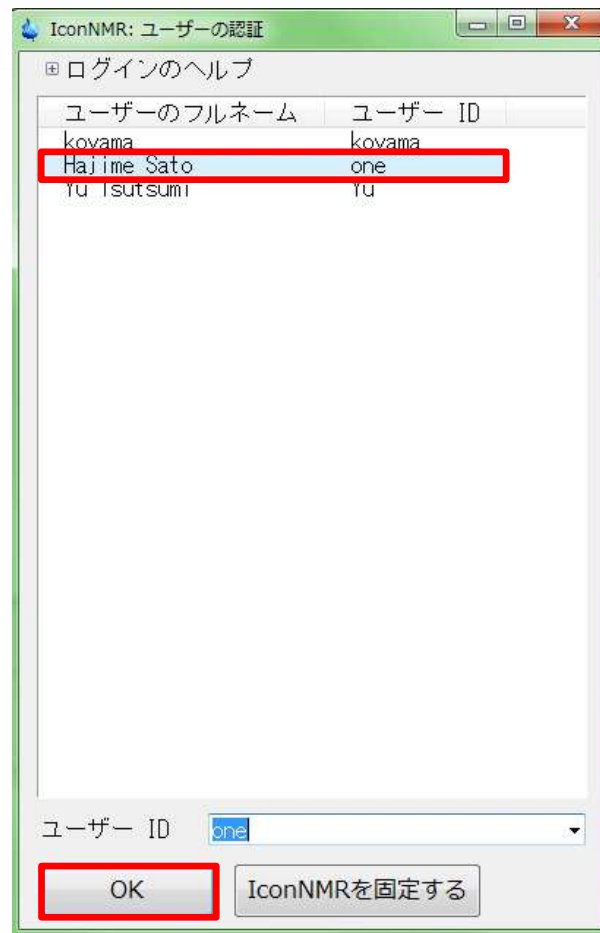 IconNMR: ユーザーの認証
ログインのヘルプ
ユーザーのフルネーム ユーザー ID
koyama koyama
Hajime Sato one
Yu Tsutsumi Yu
ユーザー ID one
OK IconNMRを固定する